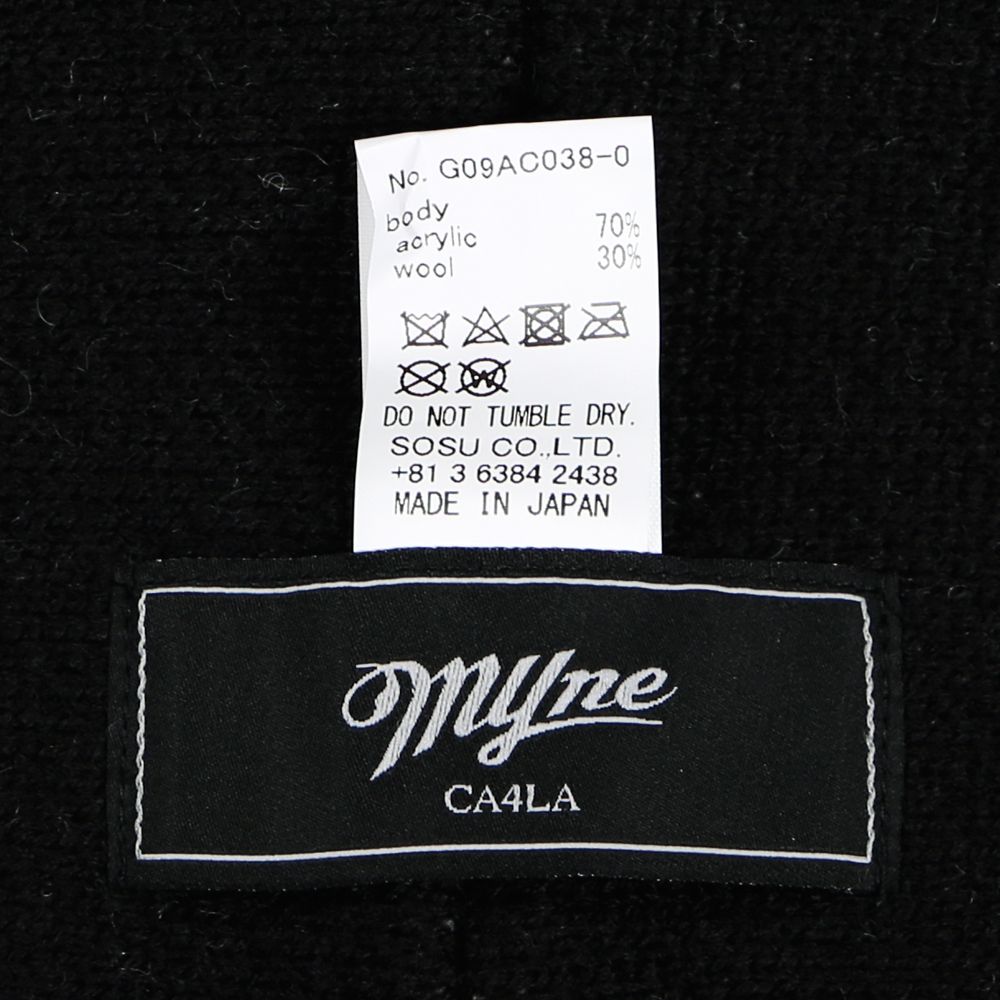 No. G09AC038-0
body
acrylic 70%
wool 30%
W
DO NOT TUMBLE DRY.
SOSU CO.,LTD.
+81 3 6384 2438
MADE IN JAPAN
myne
CA4LA